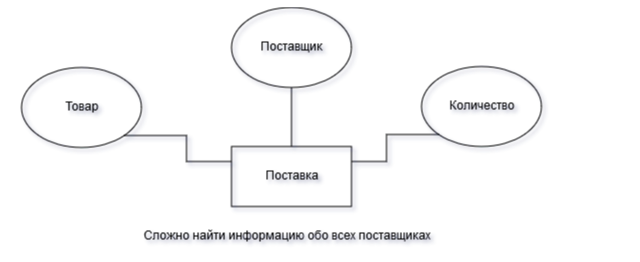 Поставщик
Товар
Количество
Поставка
Сложно найти информацию обо всех поставщиках